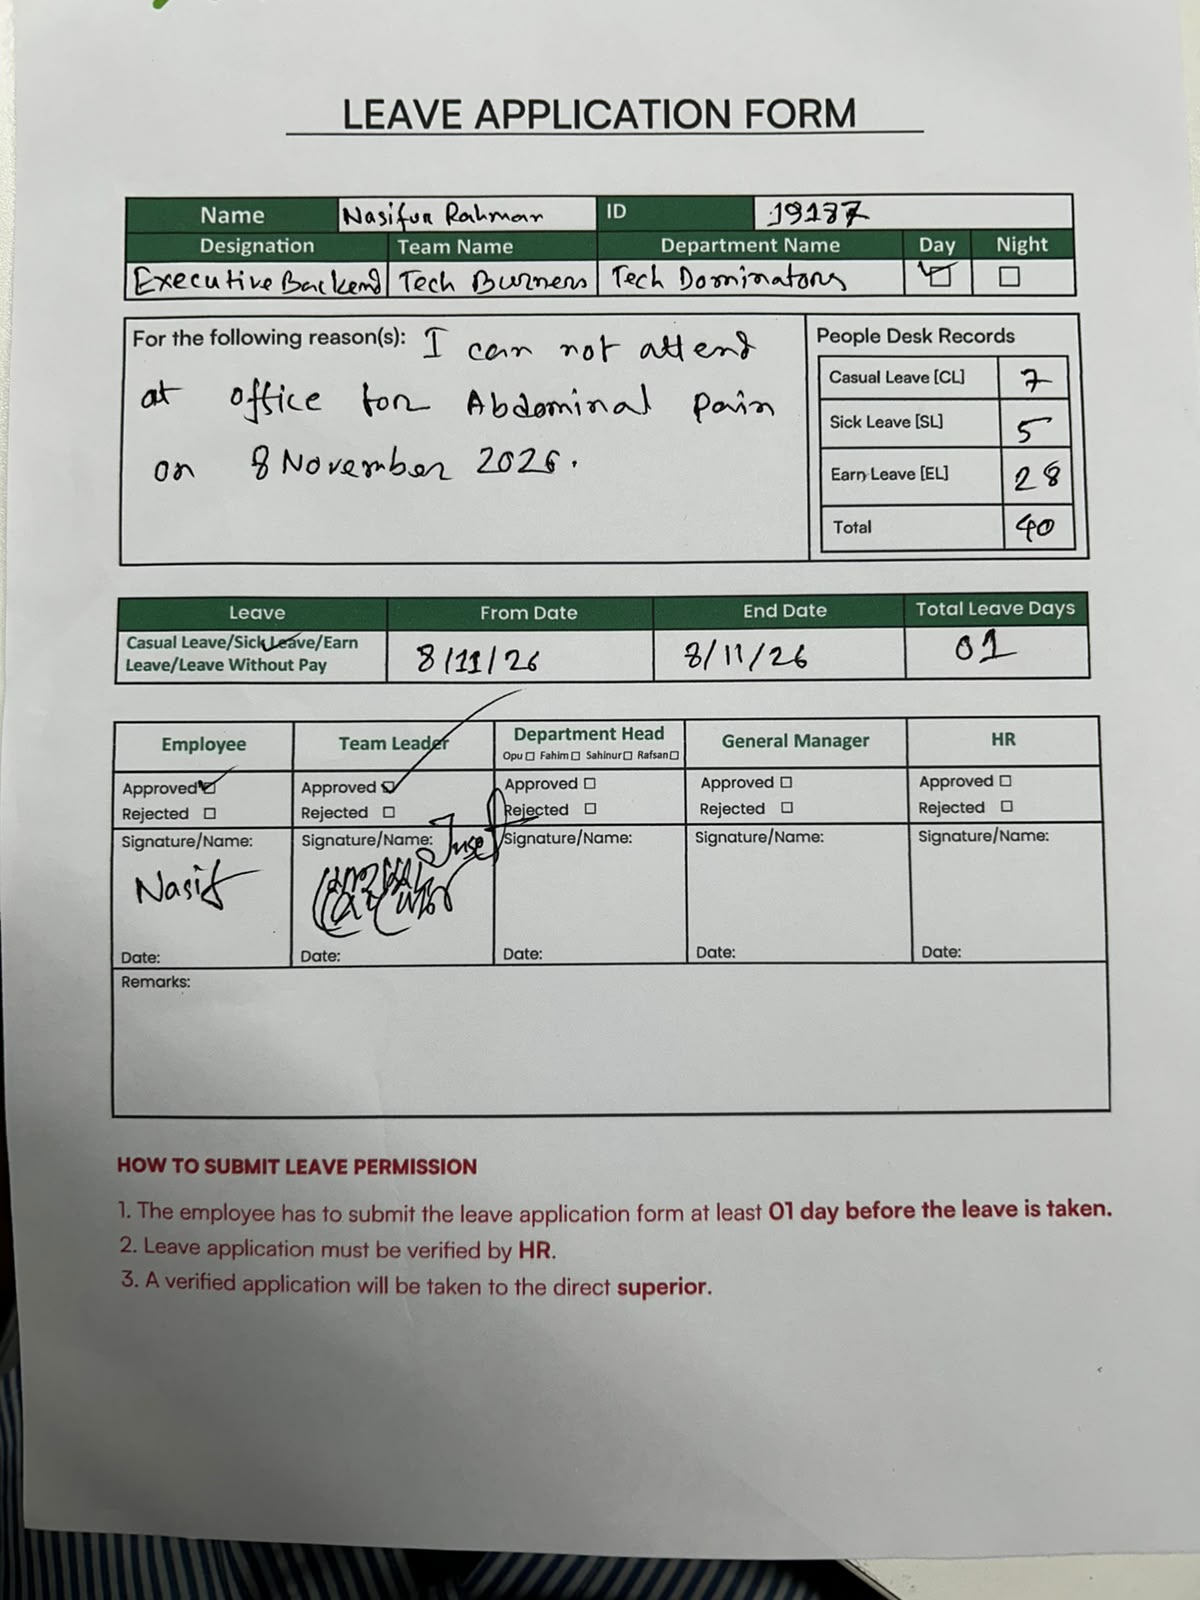 LEAVE APPLICATION FORM
Name Nasifur Rahman ID 19187
Designation Team Name Department Name Day Night
Executive Backend Tech Burners Tech Dominators
For the following reason(s): I can not attend
at office for Abdominal pain
on 8 November 2026.
People Desk Records
Casual Leave [CL] 7
Sick Leave [SL] 5
Earn Leave [EL] 28
Total 40
Leave From Date End Date Total Leave Days
Casual Leave/Sick Leave/Earn
Leave/Leave Without Pay 8/11/26 8/11/26 01
Employee Team Leader Department Head General Manager HR
Opu Fahim Sahinur Rafsan
Approved Approved Approved Approved Approved
Rejected Rejected Rejected Rejected Rejected
Signature/Name: Signature/Name: Signature/Name: Signature/Name: Signature/Name:
Nasif
Date: Date: Date: Date: Date:
Remarks:
HOW TO SUBMIT LEAVE PERMISSION
1. The employee has to submit the leave application form at least 01 day before the leave is taken.
2. Leave application must be verified by HR.
3. A verified application will be taken to the direct superior.